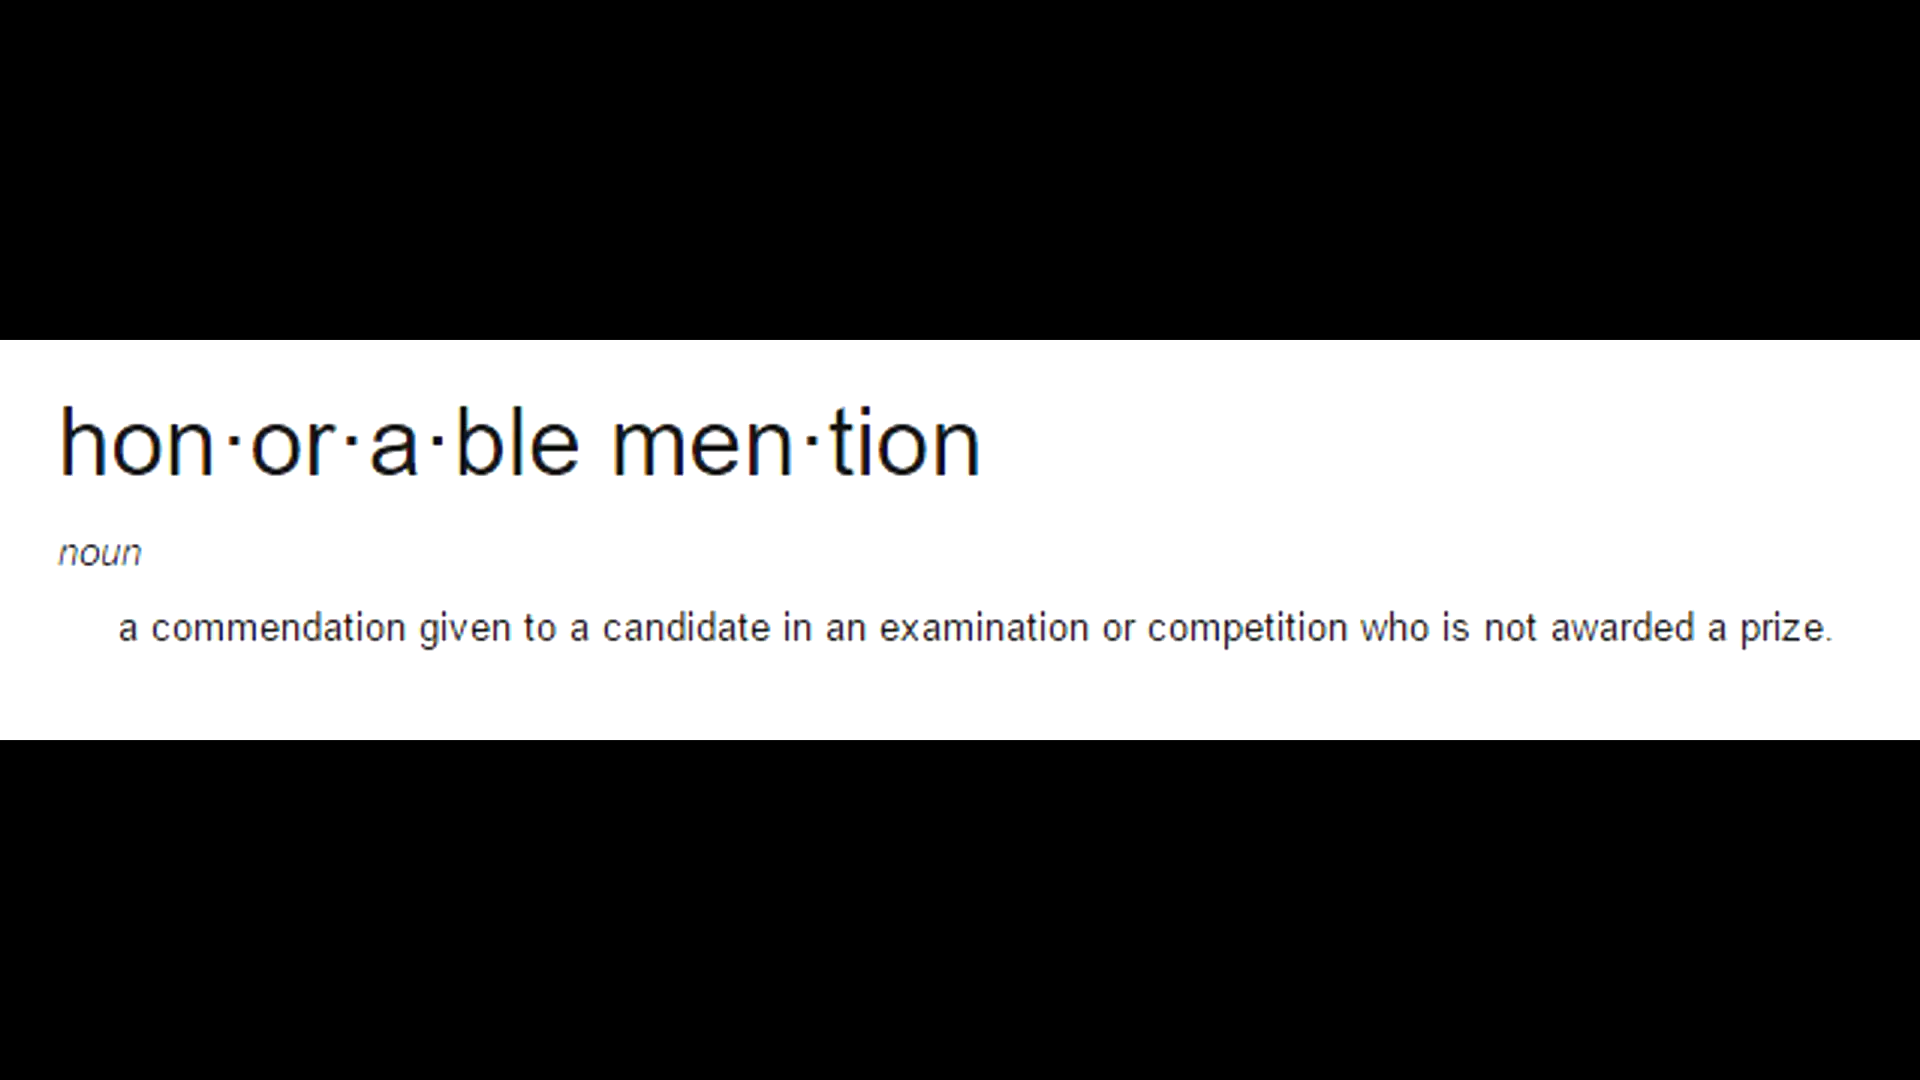 hon·or·a·ble men·tion
noun
a commendation given to a candidate in an examination or competition who is not awarded a prize.